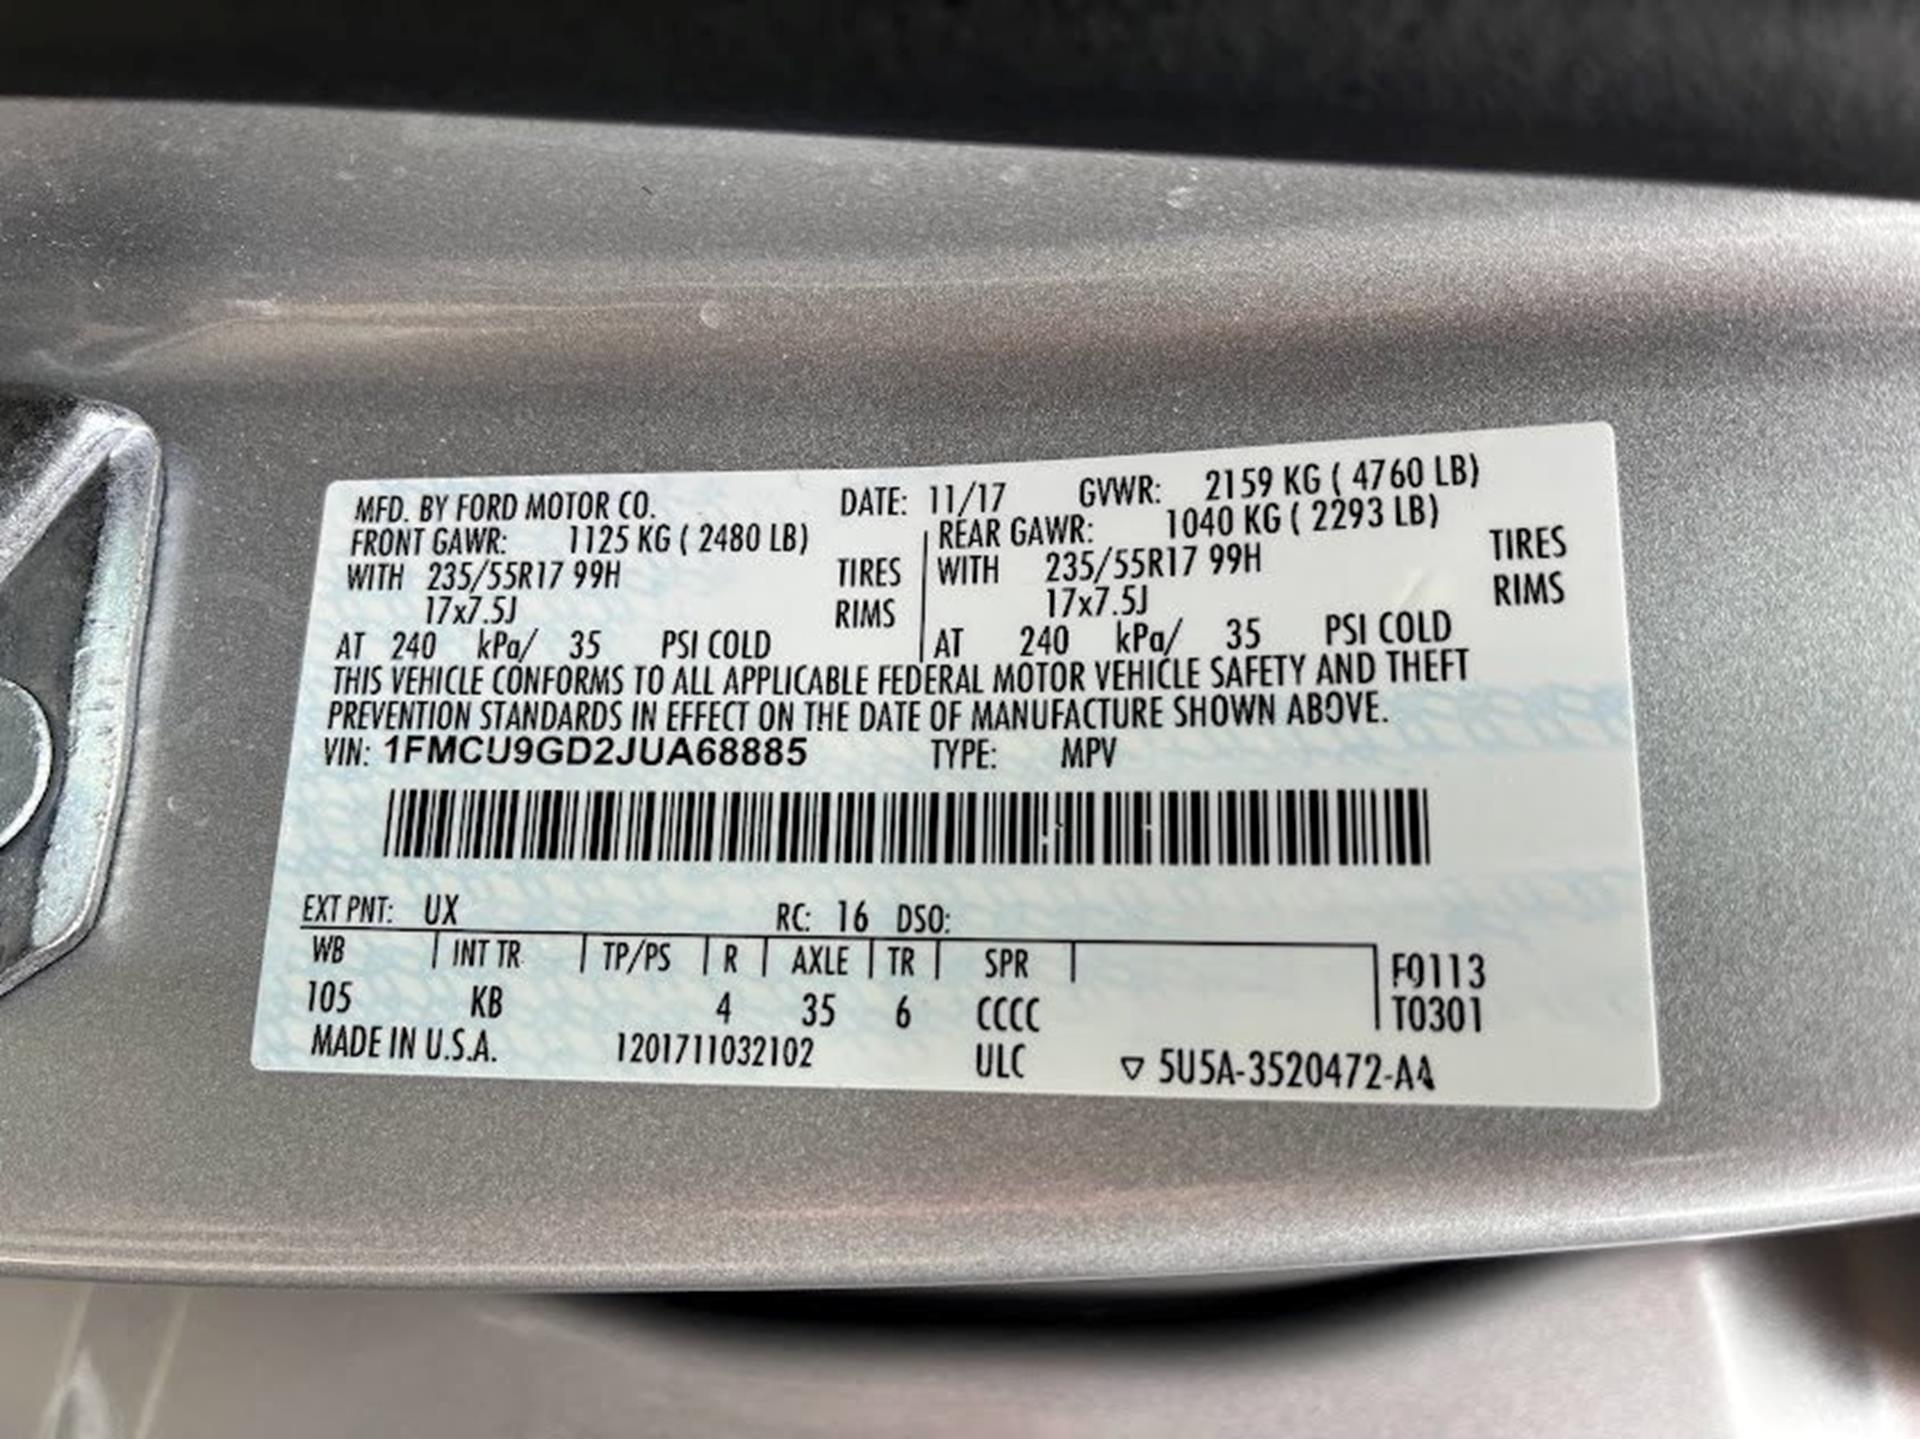 MFD. BY FORD MOTOR CO. DATE: 11/17 GVWR: 2159 KG ( 4760 LB)
FRONT GAWR: 1125 KG ( 2480 LB) REAR GAWR: 1040 KG ( 2293 LB)
WITH 235/55R17 99H TIRES WITH 235/55R17 99H TIRES
17x7.5J RIMS 17x7.5J RIMS
AT 240 kPa/ 35 PSI COLD AT 240 kPa/ 35 PSI COLD
THIS VEHICLE CONFORMS TO ALL APPLICABLE FEDERAL MOTOR VEHICLE SAFETY AND THEFT
PREVENTION STANDARDS IN EFFECT ON THE DATE OF MANUFACTURE SHOWN ABOVE.
VIN: 1FMCU9GD2JUA68885 TYPE: MPV
EXT PNT: UX RC: 16 DSO:
WB INT TR TP/PS R AXLE TR SPR F0113
105 KB 4 35 6 CCCC T0301
MADE IN U.S.A. 1201711032102 ULC ▽ 5U5A-3520472-AA